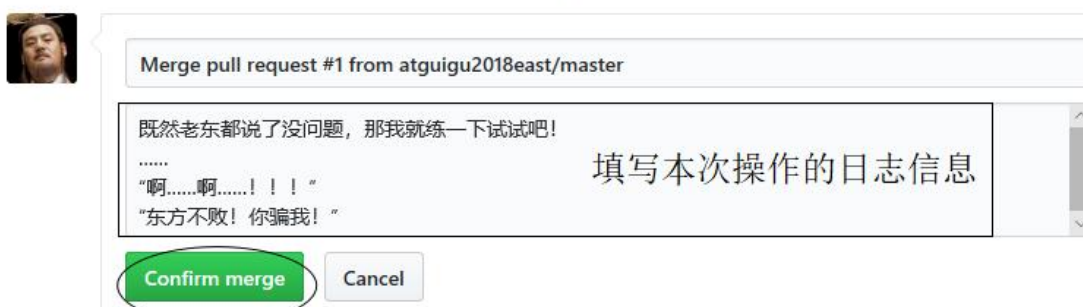 Merge pull request #1 from atguigu2018east/master
既然老东都说了没问题，那我就练一下试试吧！
......
“啊......啊......！！！”
“东方不败！你骗我！”
填写本次操作的日志信息
Confirm merge
Cancel